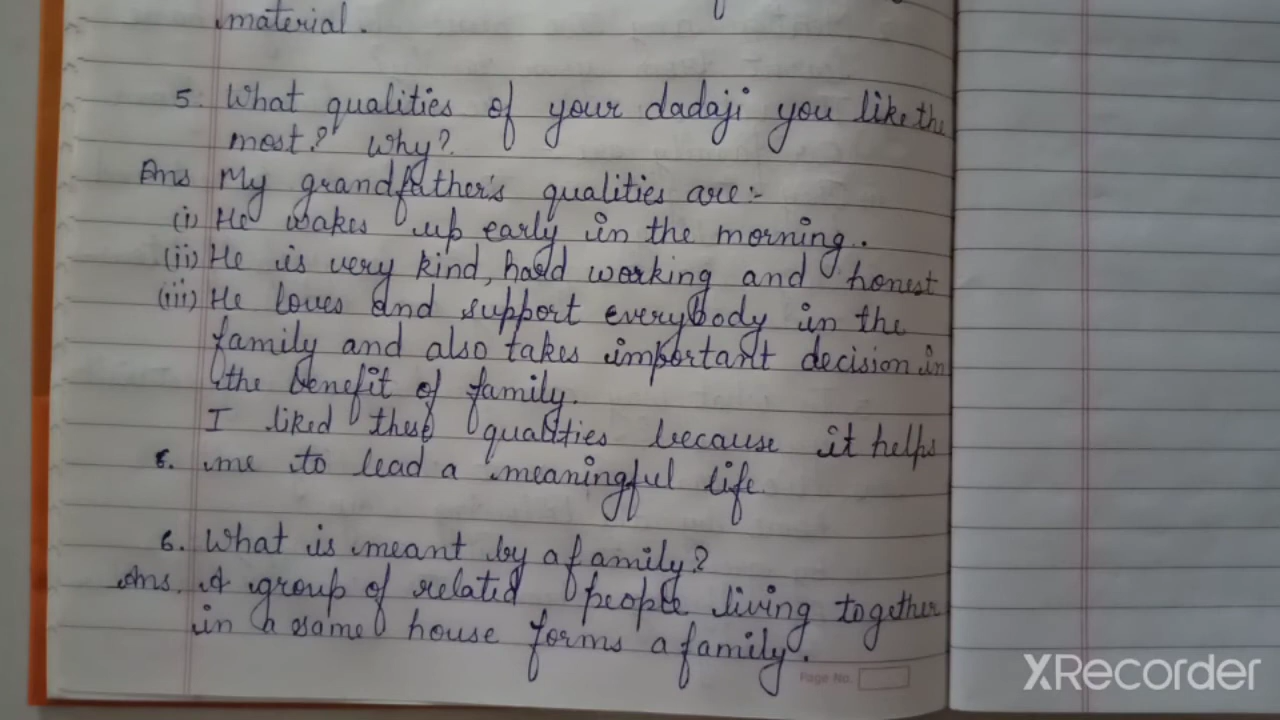 material.
5. What qualities of your dadaji you like the
most? Why?
Ans My grandfather's qualities are:-
(i) He wakes up early in the morning.
(ii) He is very kind, hard working and honest
(iii) He loves and support everybody in the
family and also takes important decision in
the benefit of family.
I liked these qualities because it helps
6. me to lead a meaningful life
6. What is meant by a family?
Ans. A group of related people living together
in a same house forms a family.
Page No.
XRecorder